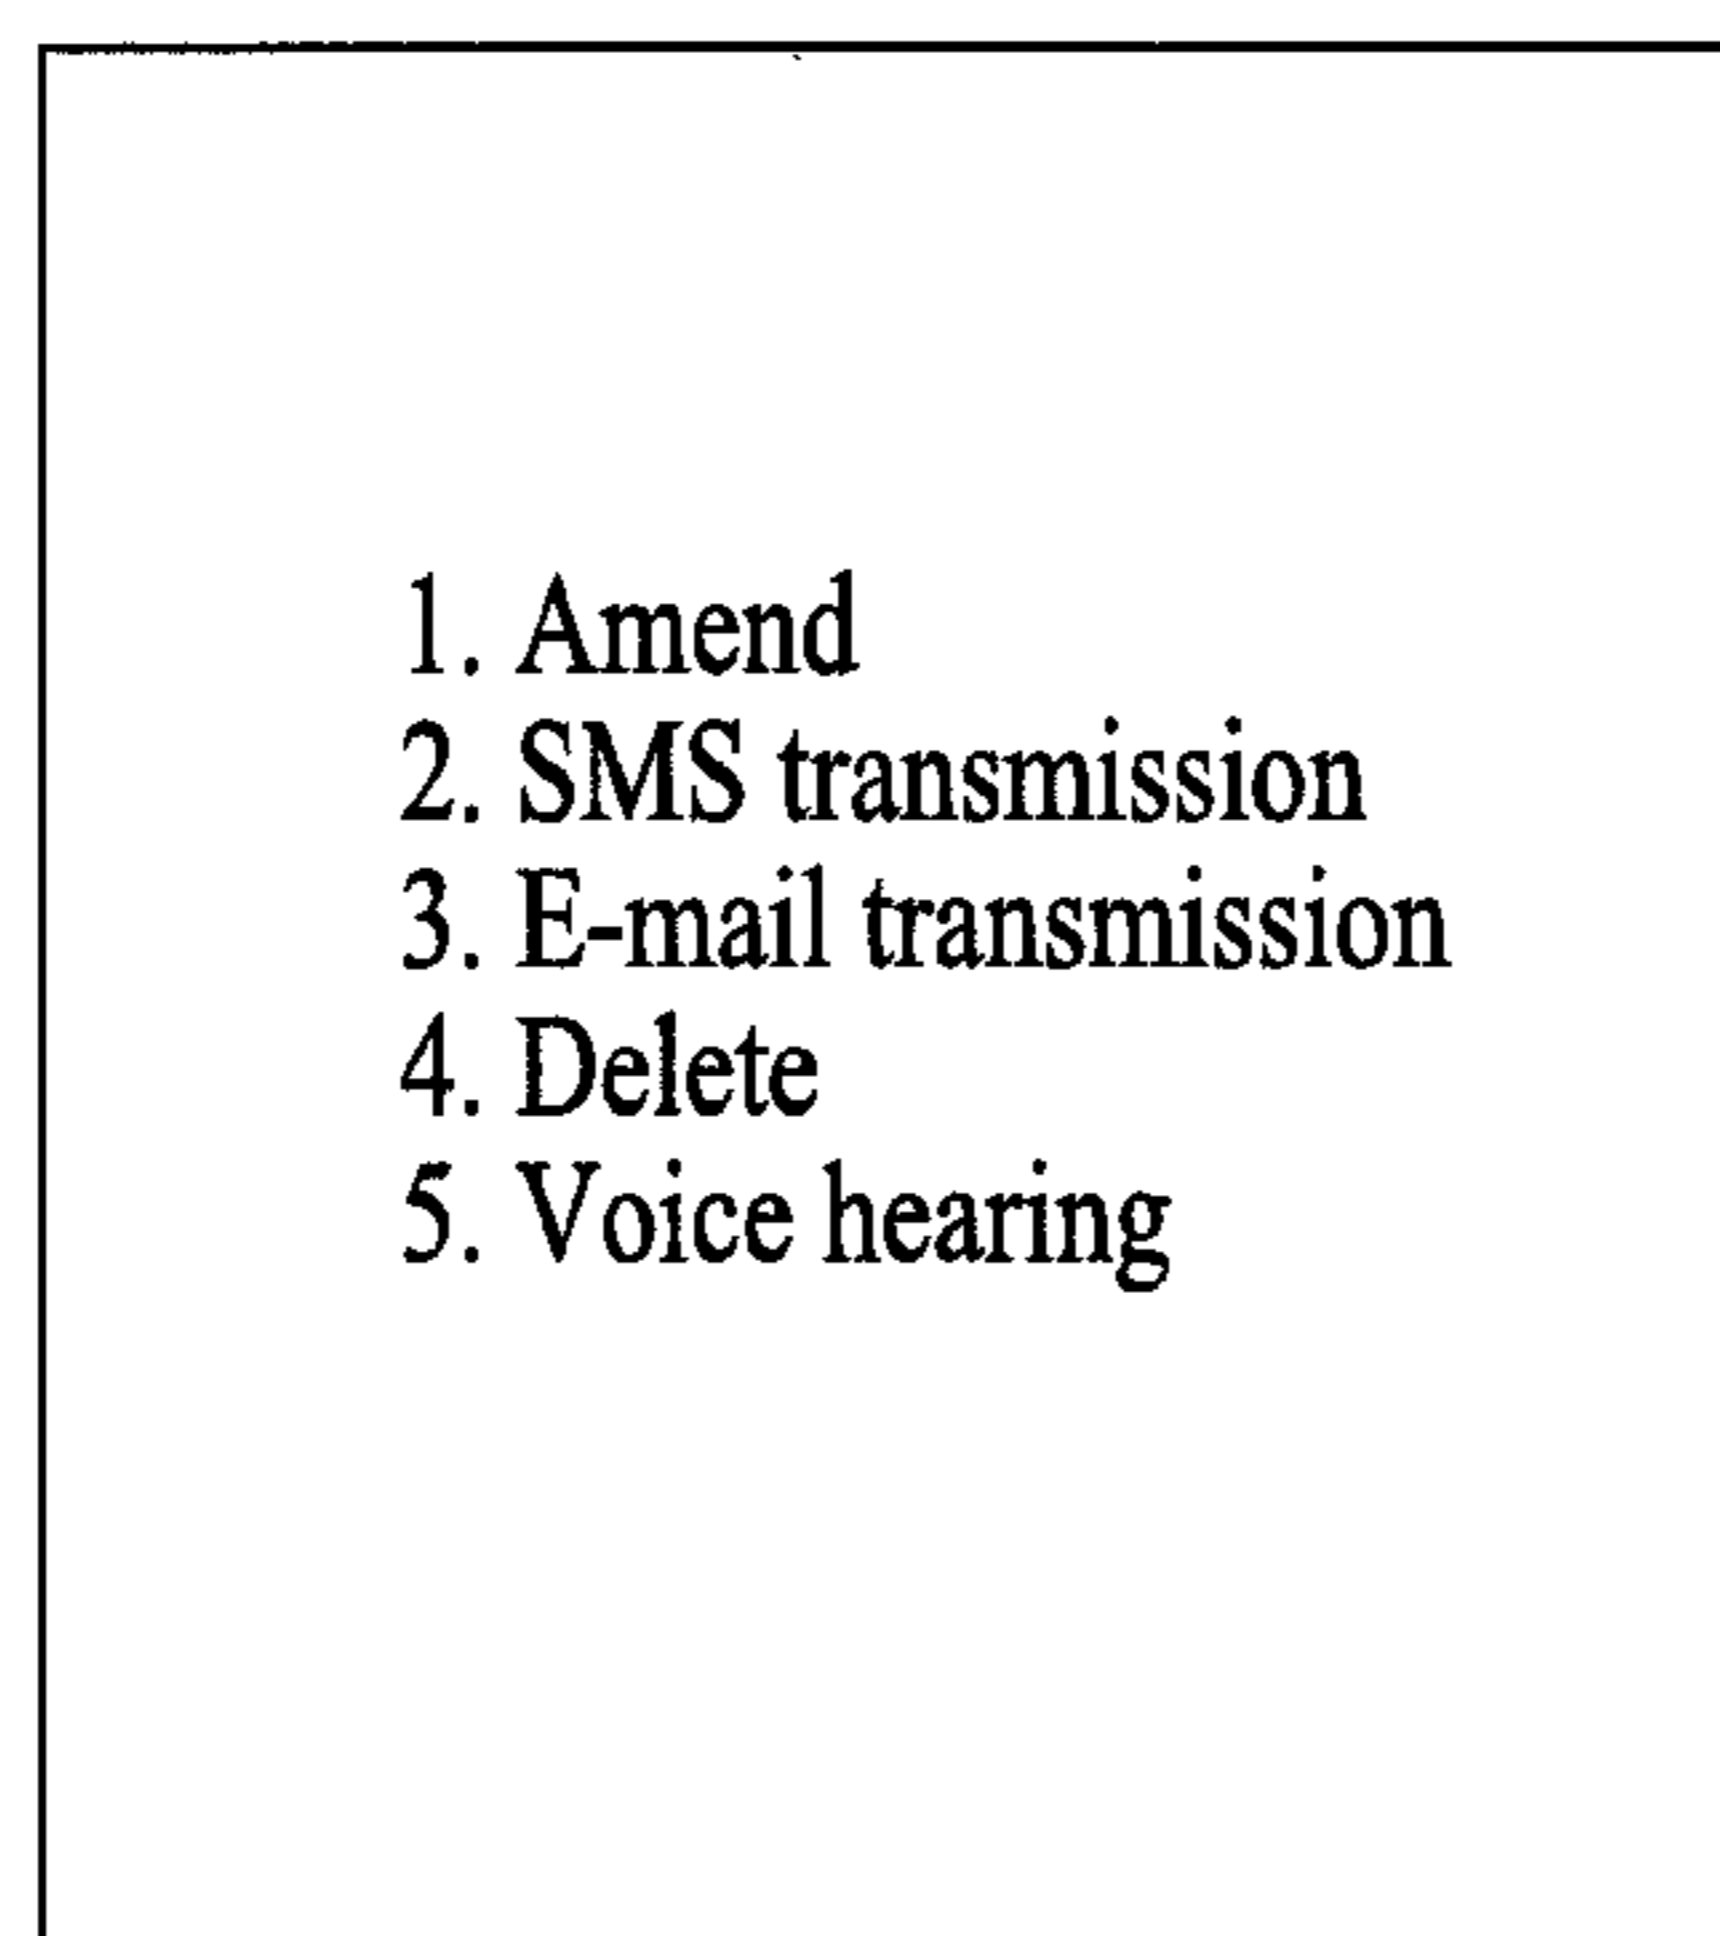 1. Amend
2. SMS transmission
3. E-mail transmission
4. Delete
5. Voice hearing